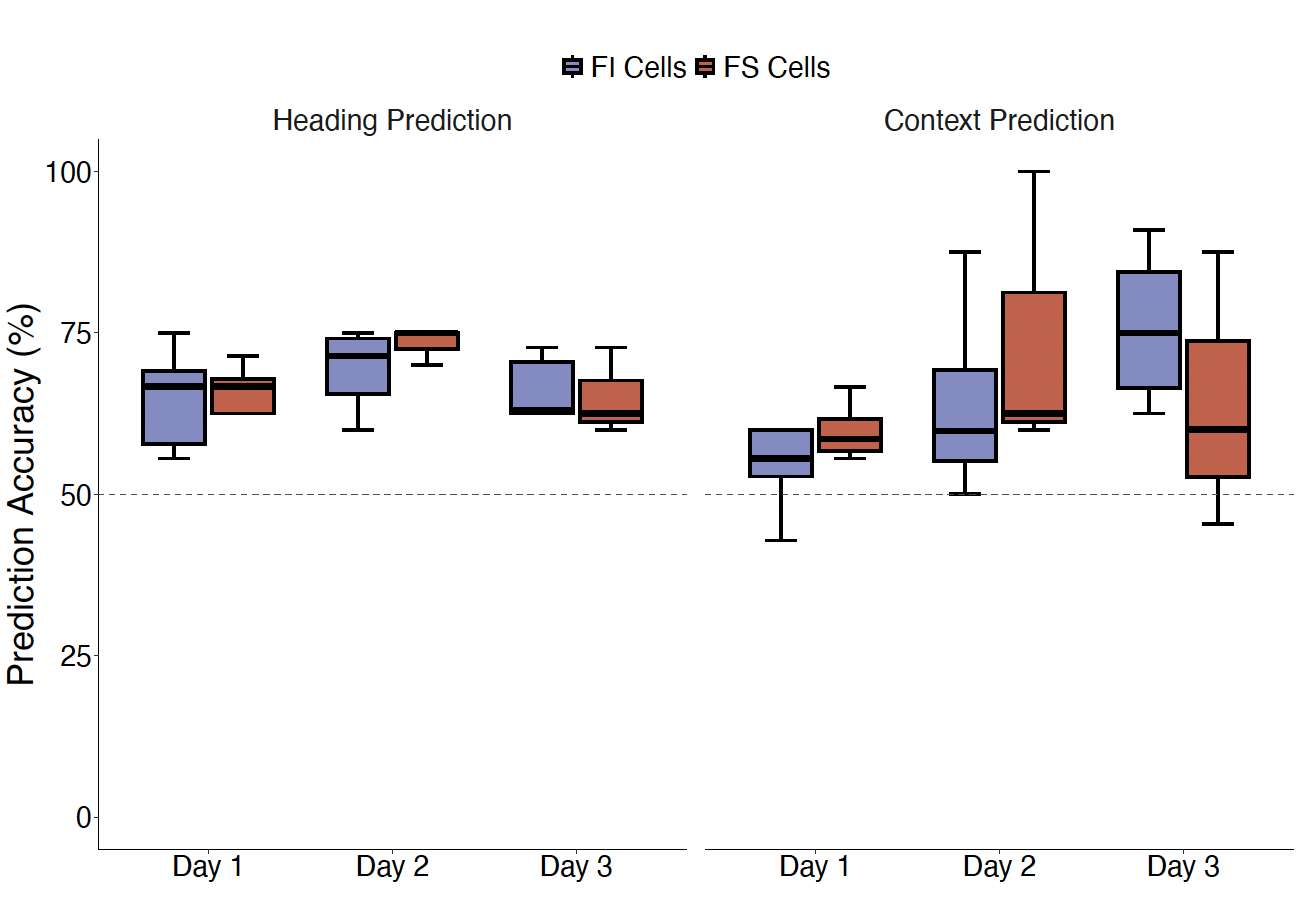 FI Cells FS Cells
Heading Prediction
Context Prediction
Prediction Accuracy (%)
100
75
50
25
0
Day 1 Day 2 Day 3
Day 1 Day 2 Day 3